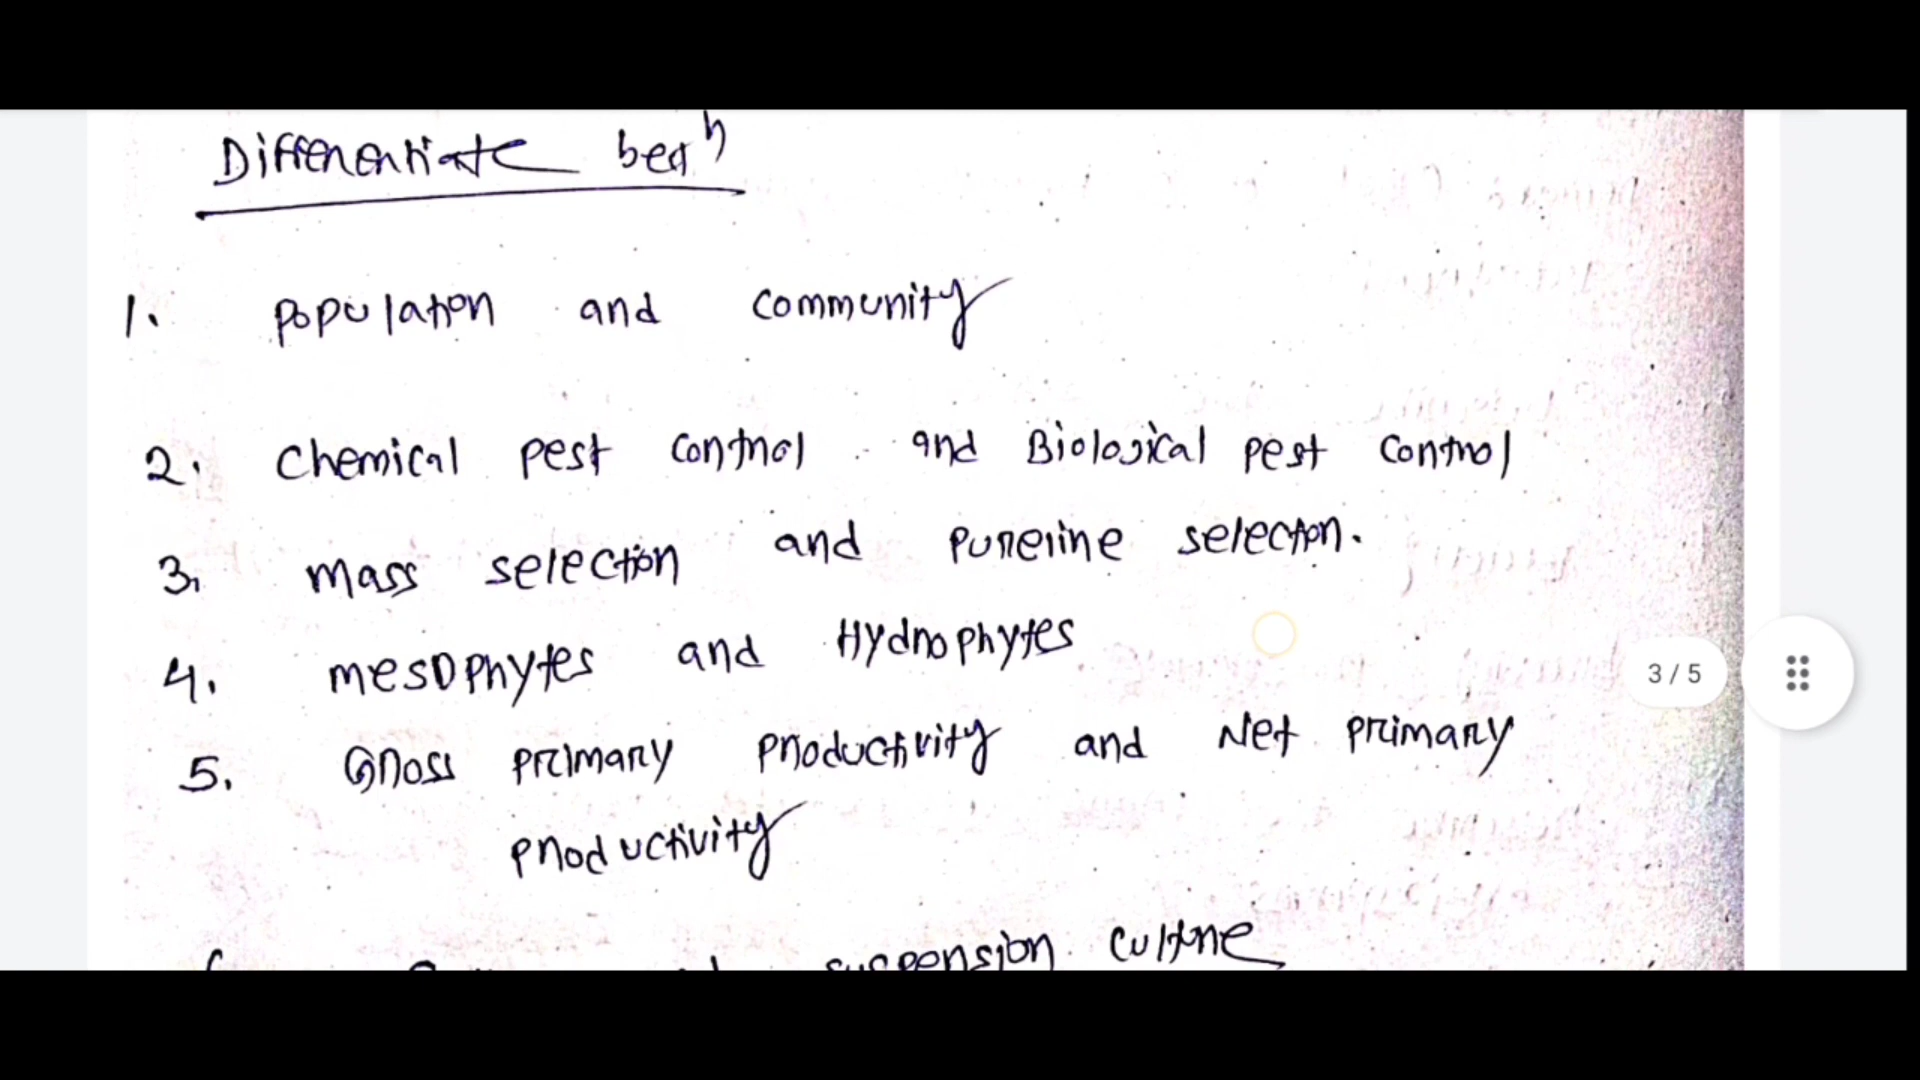 Differentiate betn
1. Population and community
2. Chemical pest control and Biological pest control
3. Mass selection and pureline selection.
4. Mesophytes and Hydrophytes
5. Gross primary productivity and Net primary
productivity
suspension culture
3 / 5